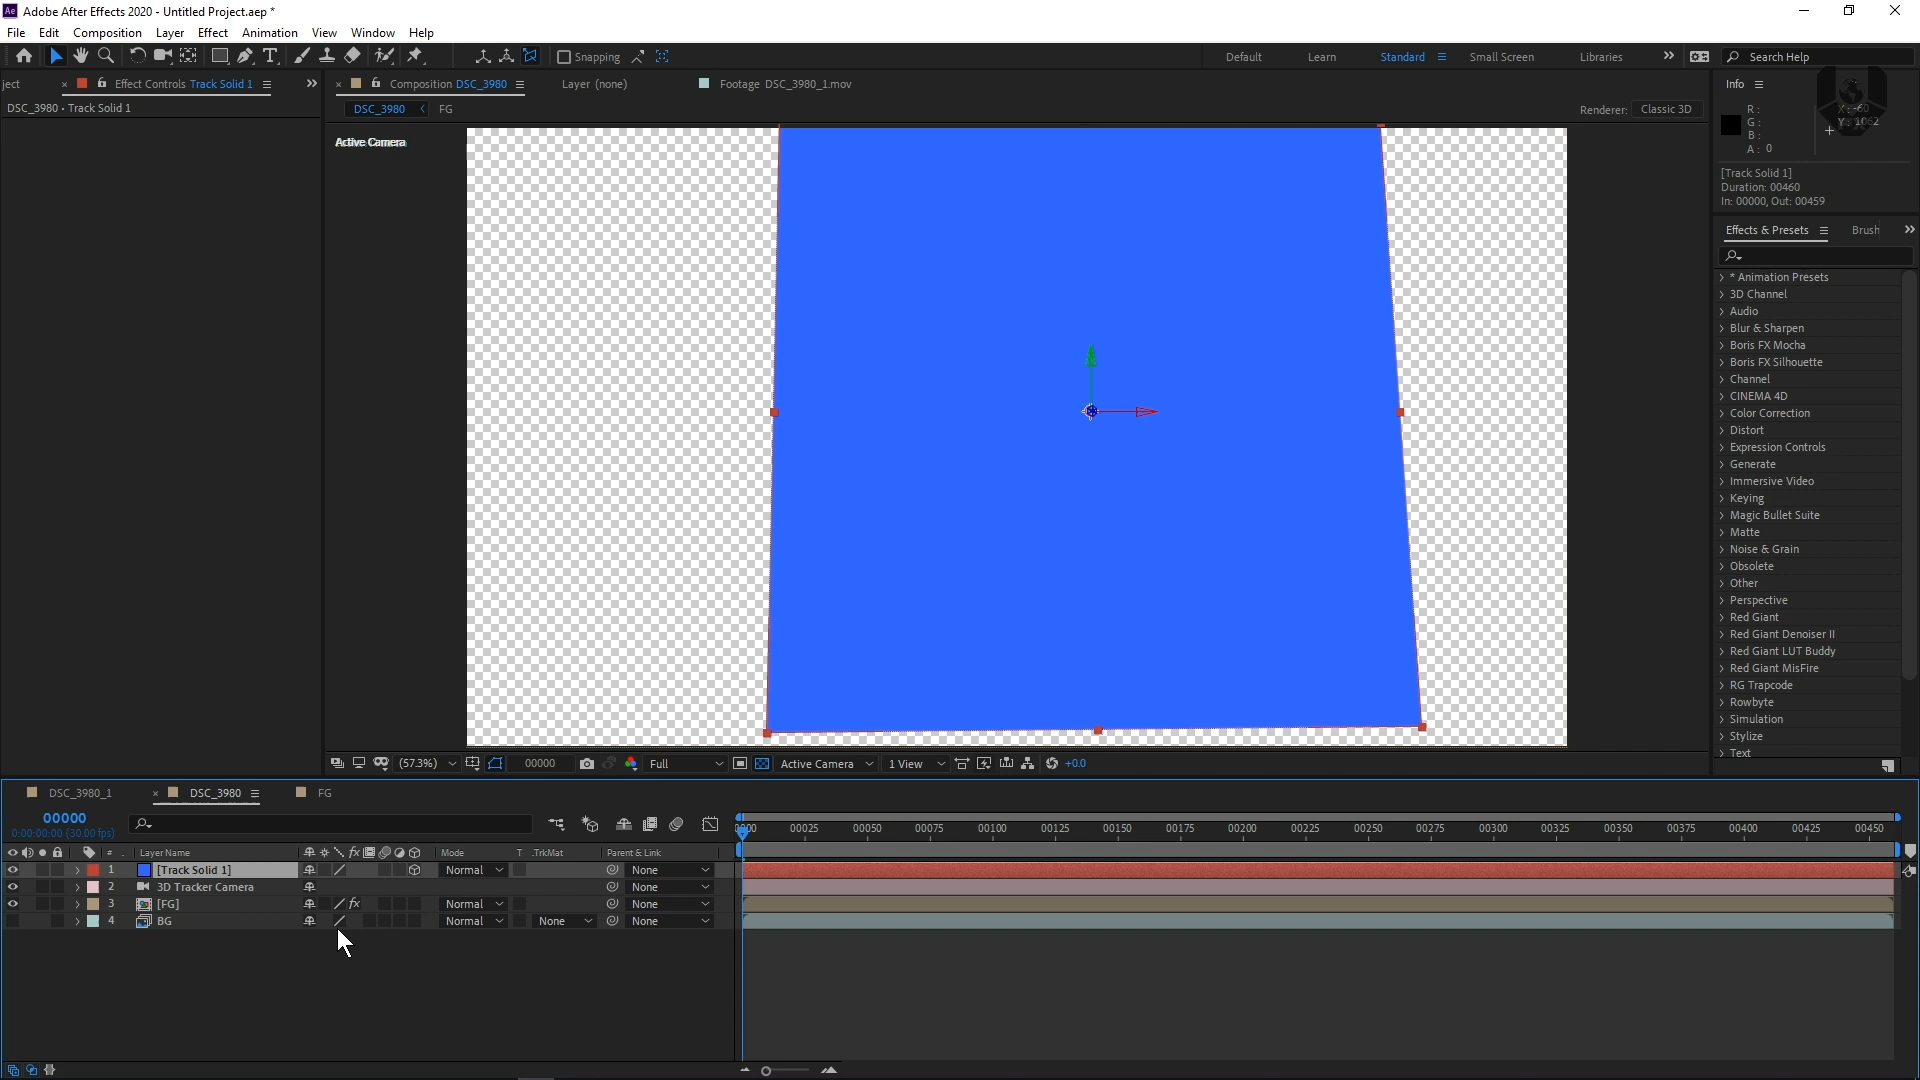 Ae Adobe After Effects 2020 - Untitled Project.aep *
File Edit Composition Layer Effect Animation View Window Help
Snapping
Default Learn Standard Small Screen Libraries
Search Help
ject Effect Controls Track Solid 1
DSC_3980 • Track Solid 1
Composition DSC_3980 Layer (none) Footage DSC_3980_1.mov
DSC_3980 FG
Renderer: Classic 3D
Active Camera
Info
R :
G :
B :
A : 0
X : -60
Y : 1062
[Track Solid 1]
Duration: 00460
In: 00000, Out: 00459
Effects & Presets Brush
* Animation Presets
3D Channel
Audio
Blur & Sharpen
Boris FX Mocha
Boris FX Silhouette
Channel
CINEMA 4D
Color Correction
Distort
Expression Controls
Generate
Immersive Video
Keying
Magic Bullet Suite
Matte
Noise & Grain
Obsolete
Other
Perspective
Red Giant
Red Giant Denoiser II
Red Giant LUT Buddy
Red Giant MisFire
RG Trapcode
Rowbyte
Simulation
Stylize
Text
(57.3%) 00000 Full Active Camera 1 View +0.0
DSC_3980_1 DSC_3980 FG
00000
0:00:00:00 (30.00 fps)
00025 00050 00075 00100 00125 00150 00175 00200 00225 00250 00275 00300 00325 00350 00375 00400 00425 00450
# Layer Name fx Mode T .TrkMat Parent & Link
1 [Track Solid 1] Normal None
2 3D Tracker Camera None
3 [FG] fx Normal None
4 BG Normal None None